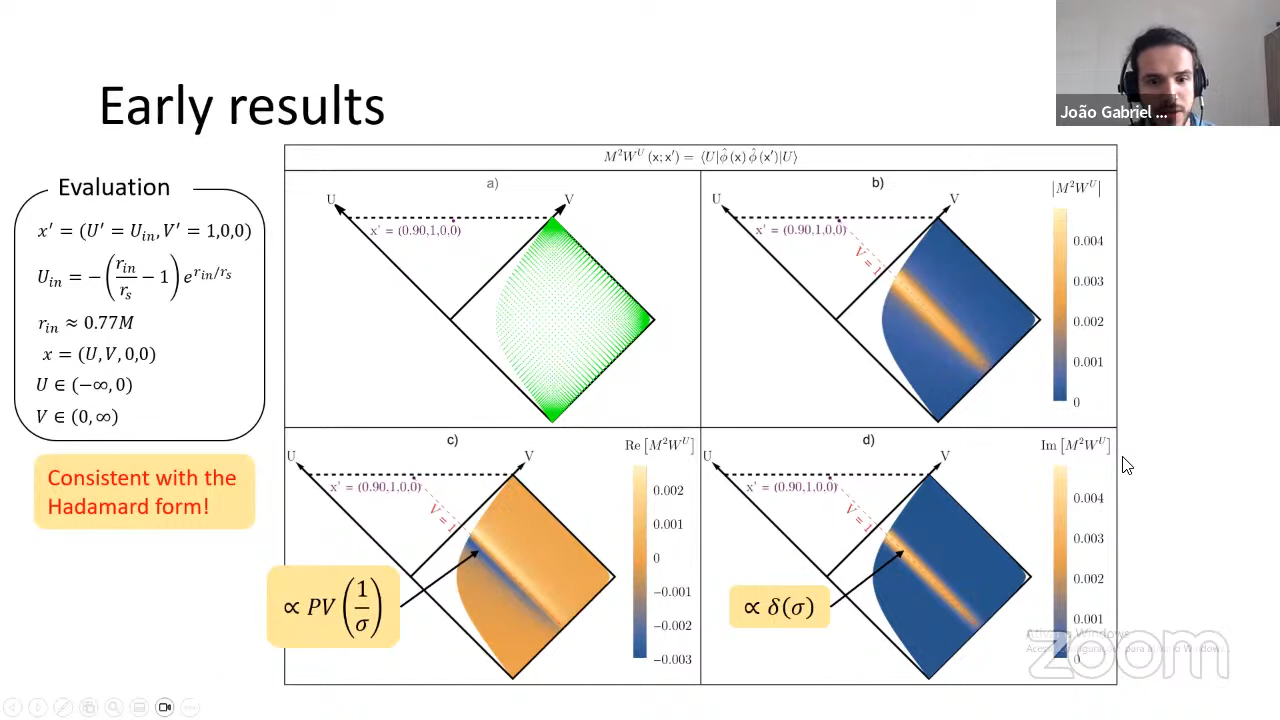 João Gabriel ...
Early results
Evaluation
x′ = (U′ = U_in, V′ = 1,0,0)
U_in = −(r_in/r_s − 1) e^{r_in/r_s}
r_in ≈ 0.77M
x = (U, V, 0,0)
U ∈ (−∞, 0)
V ∈ (0, ∞)
Consistent with the
Hadamard form!
M²W^U (x; x′) = ⟨U|ϕ̂ (x) ϕ̂ (x′)|U⟩
a)
U
V
x' = (0.90,1,0,0)
b)
U
V
x' = (0.90,1,0,0)
V = 1
|M²W^U|
0.004
0.003
0.002
0.001
0
c)
U
V
x' = (0.90,1,0,0)
V = 1
Re [M²W^U]
0.002
0.001
0
−0.001
−0.002
−0.003
∝ PV (1/σ)
d)
U
V
x' = (0.90,1,0,0)
V = 1
Im [M²W^U]
0.004
0.003
0.002
0.001
0
∝ δ(σ)
zoom